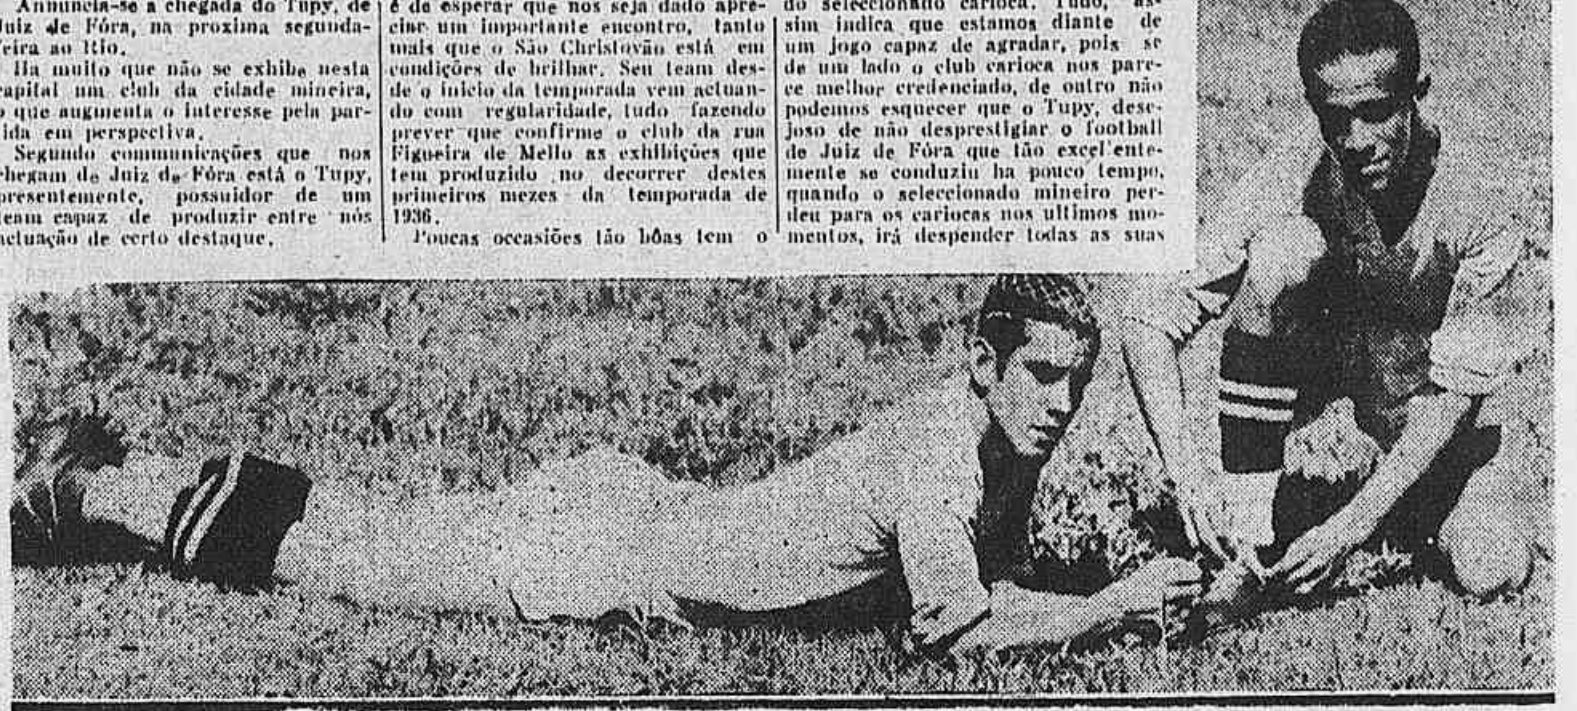 Annuncia-se a chegada do Tupy, de
Juiz de Fóra, na proxima segunda-
feira ao Rio.
Ha muito que não se exhibe nesta
capital um club da cidade mineira,
o que augmenta o interesse pela par-
tida em perspectiva.
Segundo communicações que nos
chegam de Juiz de Fóra está o Tupy,
presentemente, possuidor de um
team capaz de produzir entre nós
actuação de certo destaque.
é de esperar que nos seja dado apre-
ciar um importante encontro, tanto
mais que o São Christovão está em
condições de brilhar. Seu team des-
de o inicio da temporada vem actuan-
do com regularidade, tudo fazendo
prever que confirme o club da rua
Figueira de Mello as exhibições que
tem produzido no decorrer destes
primeiros mezes da temporada de
1936.
Poucas occasiões tão bôas tem o
do seleccionado carioca. Tudo, as-
sim indica que estamos diante de
um jogo capaz de agradar, pois se
de um lado o club carioca nos pare-
ce melhor credenciado, de outro não
podemos esquecer que o Tupy, dese-
joso de não desprestigiar o football
de Juiz de Fóra que tão excel'ente-
mente se conduziu ha pouco tempo,
quando o seleccionado mineiro per-
deu para os cariocas nos ultimos mo-
mentos, irá despender todas as suas